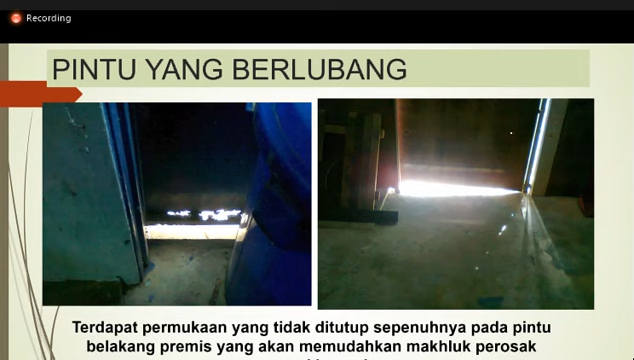 Recording
PINTU YANG BERLUBANG
Terdapat permukaan yang tidak ditutup sepenuhnya pada pintu
belakang premis yang akan memudahkan makhluk perosak